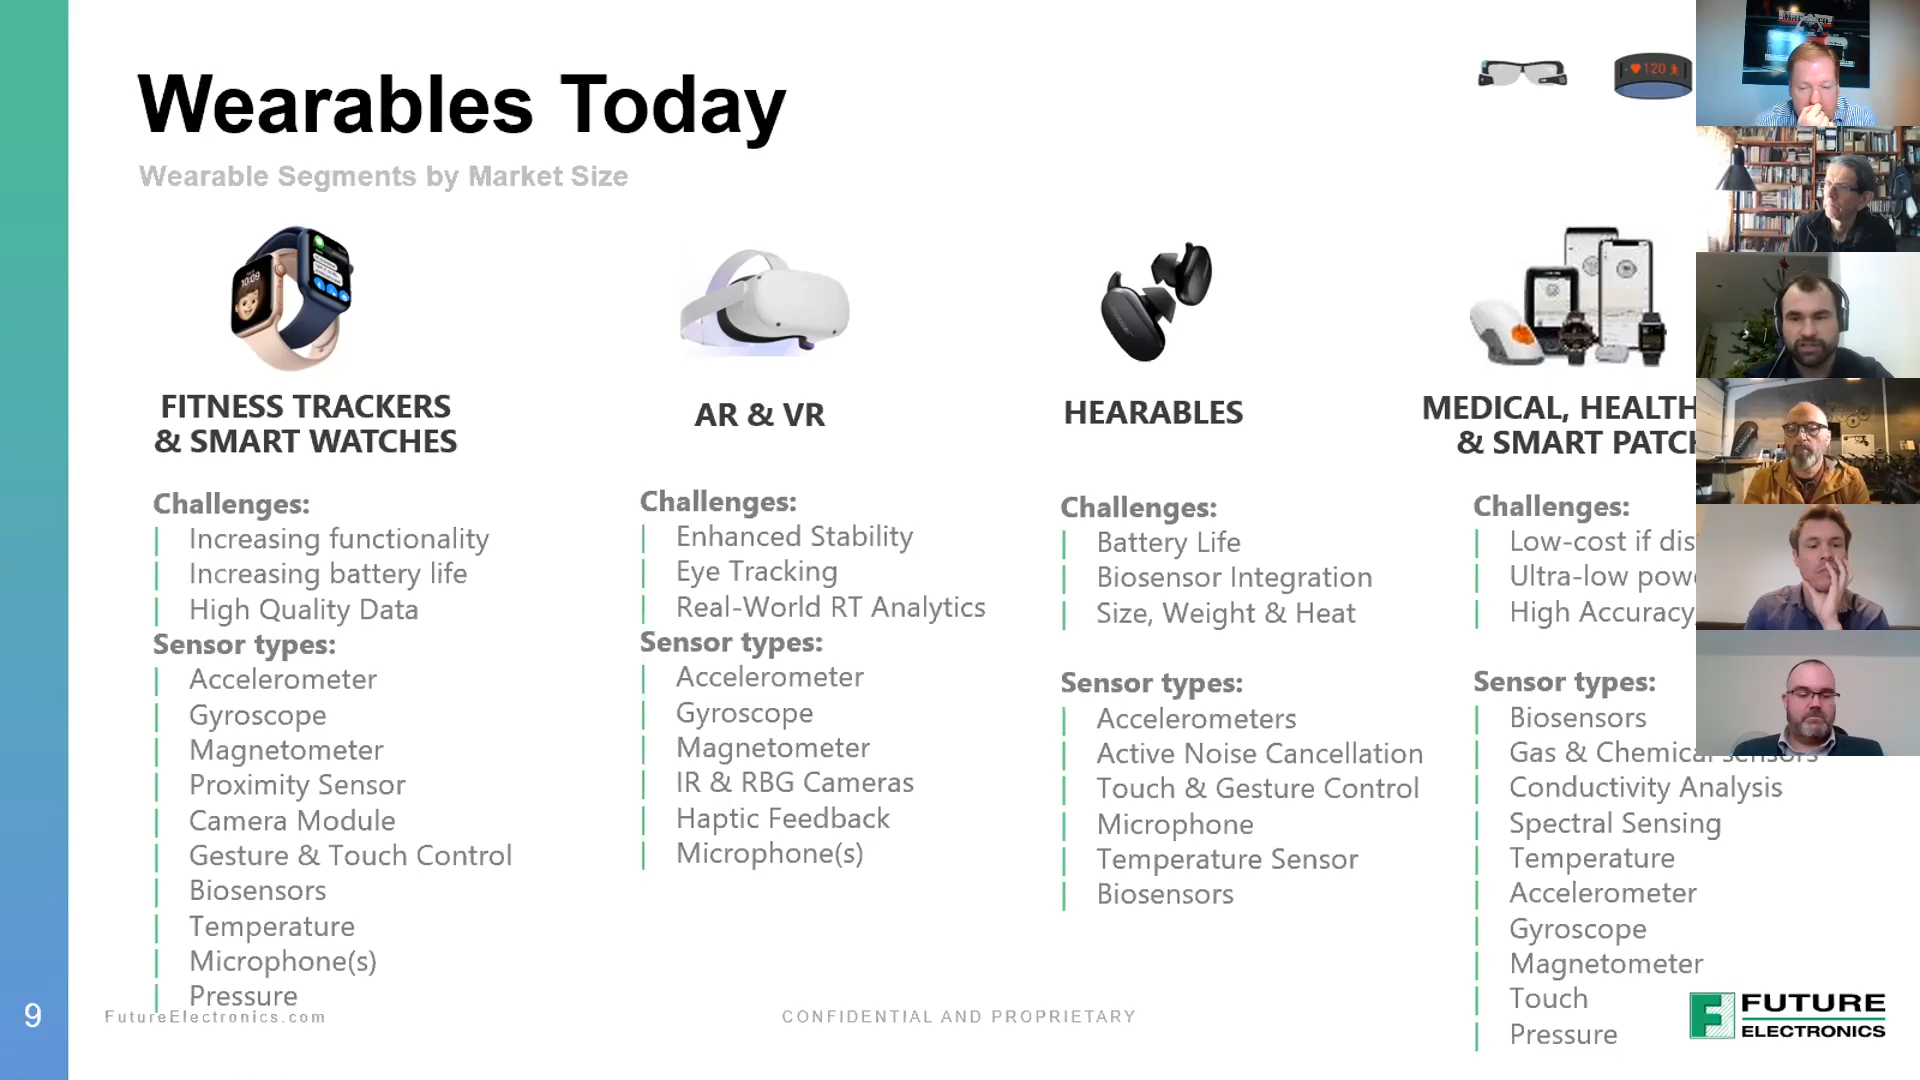 Wearables Today
Wearable Segments by Market Size
120
10:09
FITNESS TRACKERS
& SMART WATCHES
Challenges:
Increasing functionality
Increasing battery life
High Quality Data
Sensor types:
Accelerometer
Gyroscope
Magnetometer
Proximity Sensor
Camera Module
Gesture & Touch Control
Biosensors
Temperature
Microphone(s)
Pressure
AR & VR
Challenges:
Enhanced Stability
Eye Tracking
Real-World RT Analytics
Sensor types:
Accelerometer
Gyroscope
Magnetometer
IR & RBG Cameras
Haptic Feedback
Microphone(s)
HEARABLES
Challenges:
Battery Life
Biosensor Integration
Size, Weight & Heat
Sensor types:
Accelerometers
Active Noise Cancellation
Touch & Gesture Control
Microphone
Temperature Sensor
Biosensors
MEDICAL, HEALTH
& SMART PATC
Challenges:
Low-cost if dis
Ultra-low pow
High Accuracy,
Sensor types:
Biosensors
Gas & Chemical sensors
Conductivity Analysis
Spectral Sensing
Temperature
Accelerometer
Gyroscope
Magnetometer
Touch
Pressure
9
FutureElectronics.com
CONFIDENTIAL AND PROPRIETARY
FUTURE
ELECTRONICS